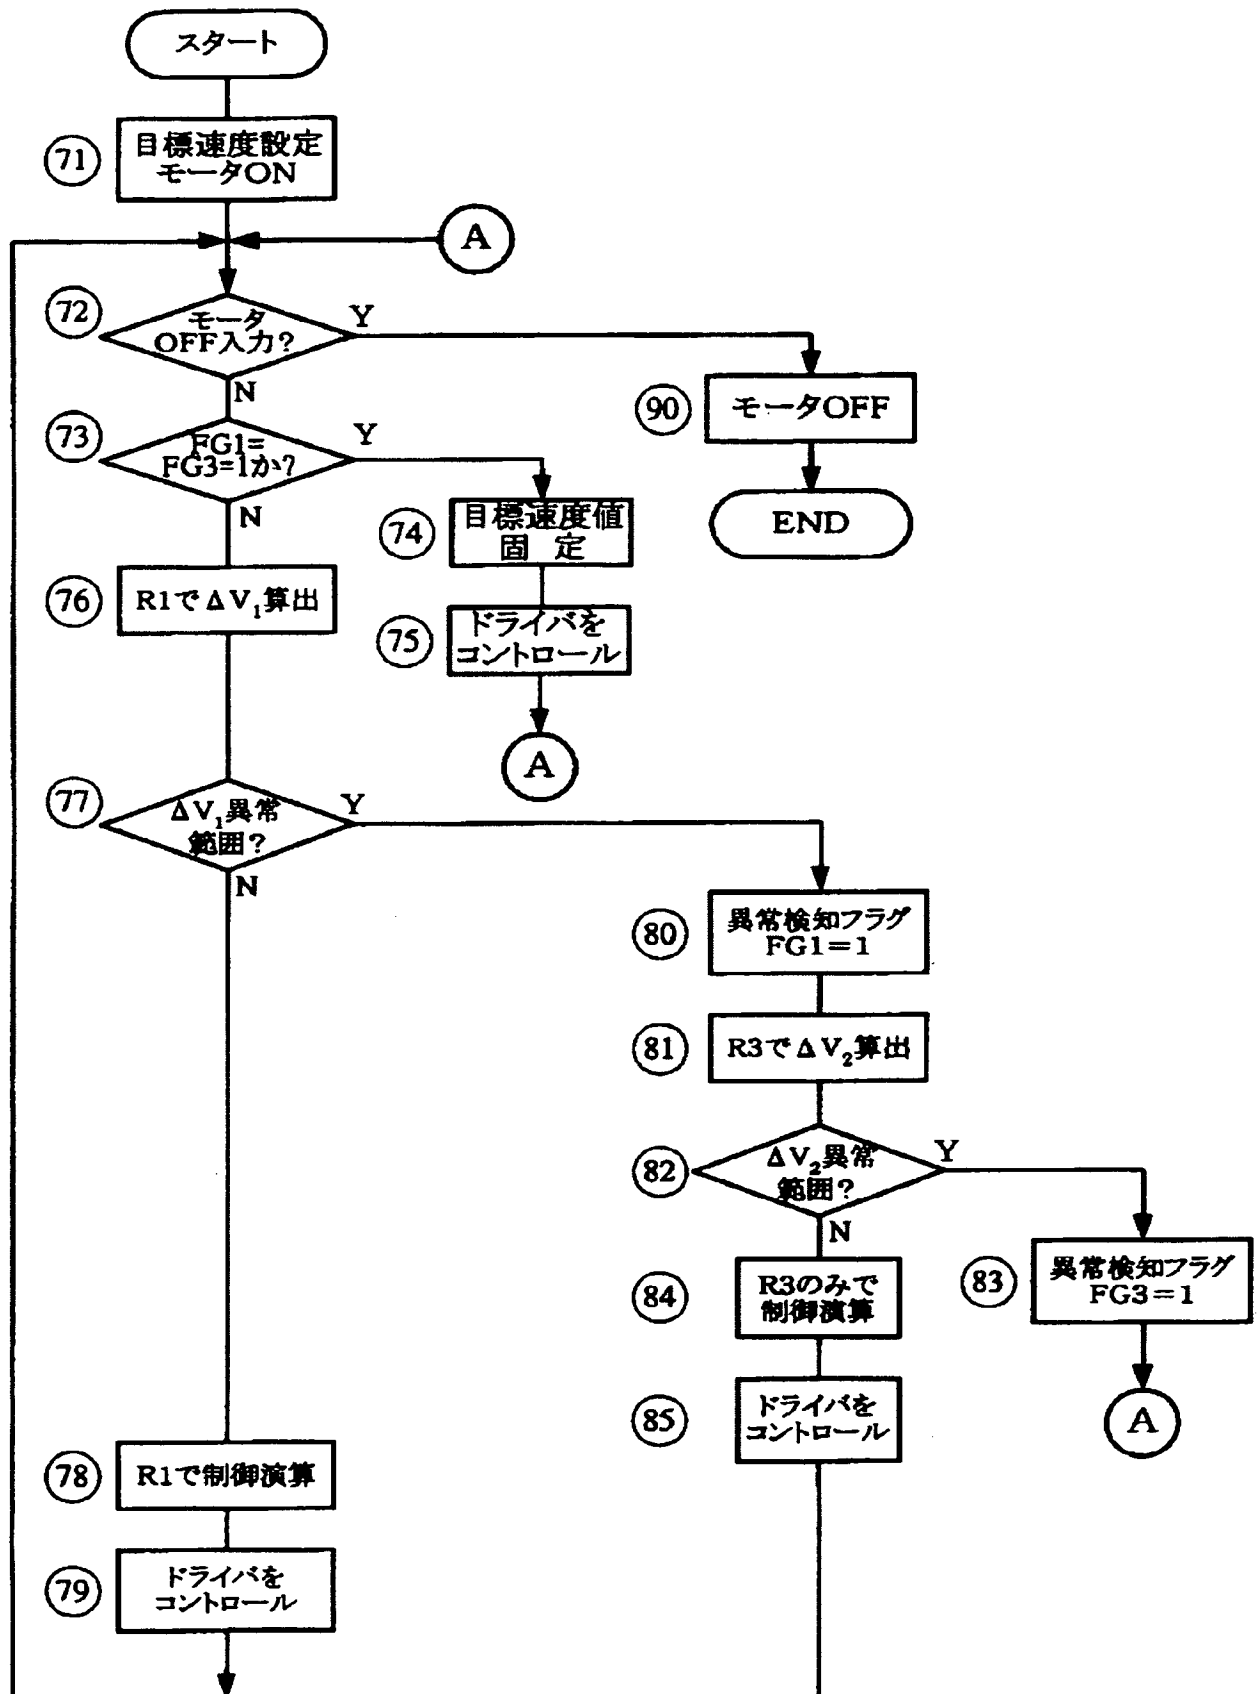 スタート
71
目標速度設定
モータON
A
72
モータ
OFF入力?
Y
N
90
モータOFF
END
73
FG1=
FG3=1か?
Y
N
74
目標速度値
固 定
75
ドライバを
コントロール
A
76
R1でΔV₁算出
77
ΔV₁異常
範囲?
Y
N
80
異常検知フラグ
FG1=1
81
R3でΔV₂算出
82
ΔV₂異常
範囲?
Y
N
83
異常検知フラグ
FG3=1
A
84
R3のみで
制御演算
85
ドライバを
コントロール
78
R1で制御演算
79
ドライバを
コントロール